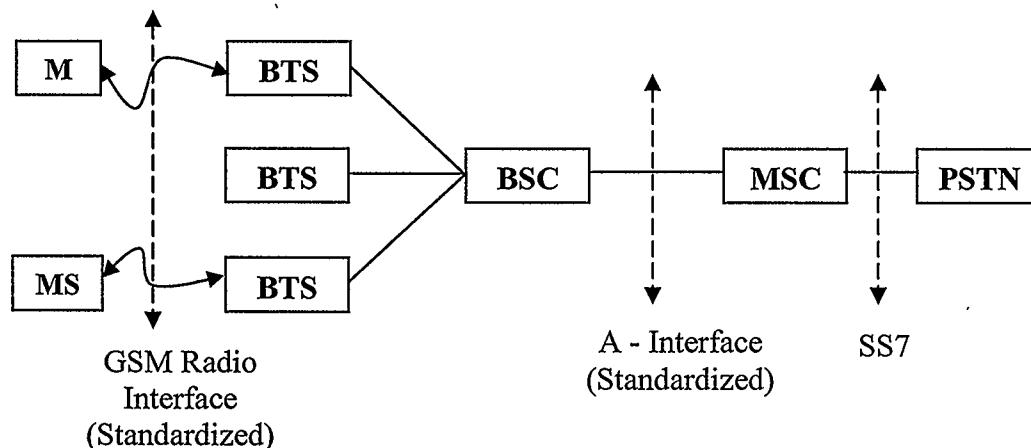 M
BTS
BTS
BSC
MSC
PSTN
MS
BTS
GSM Radio
Interface
(Standardized)
A - Interface
(Standardized)
SS7